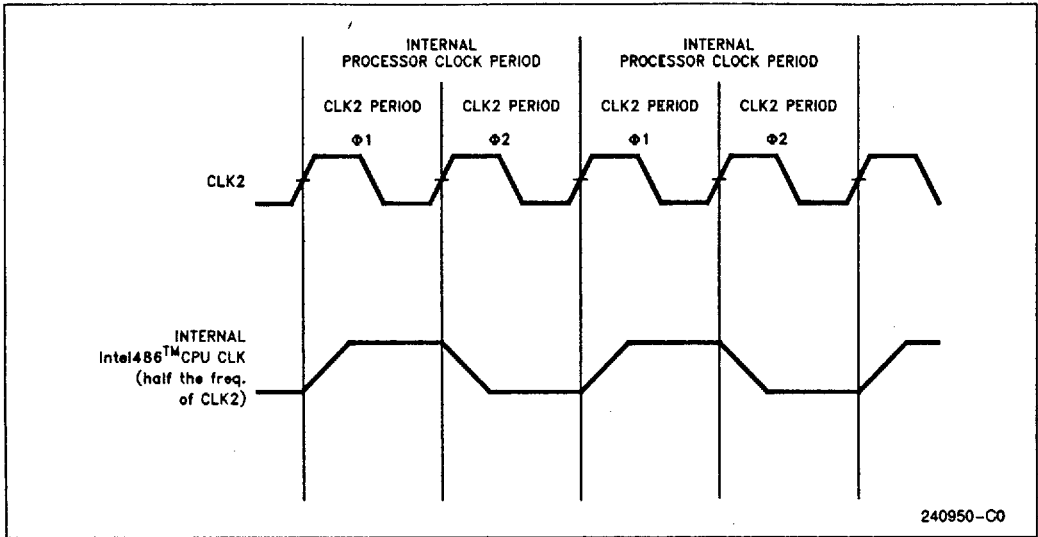 INTERNAL
PROCESSOR CLOCK PERIOD
INTERNAL
PROCESSOR CLOCK PERIOD
CLK2 PERIOD
CLK2 PERIOD
CLK2 PERIOD
CLK2 PERIOD
Φ1
Φ2
Φ1
Φ2
CLK2
INTERNAL
Intel486™CPU CLK
(half the freq.
of CLK2)
240950-C0